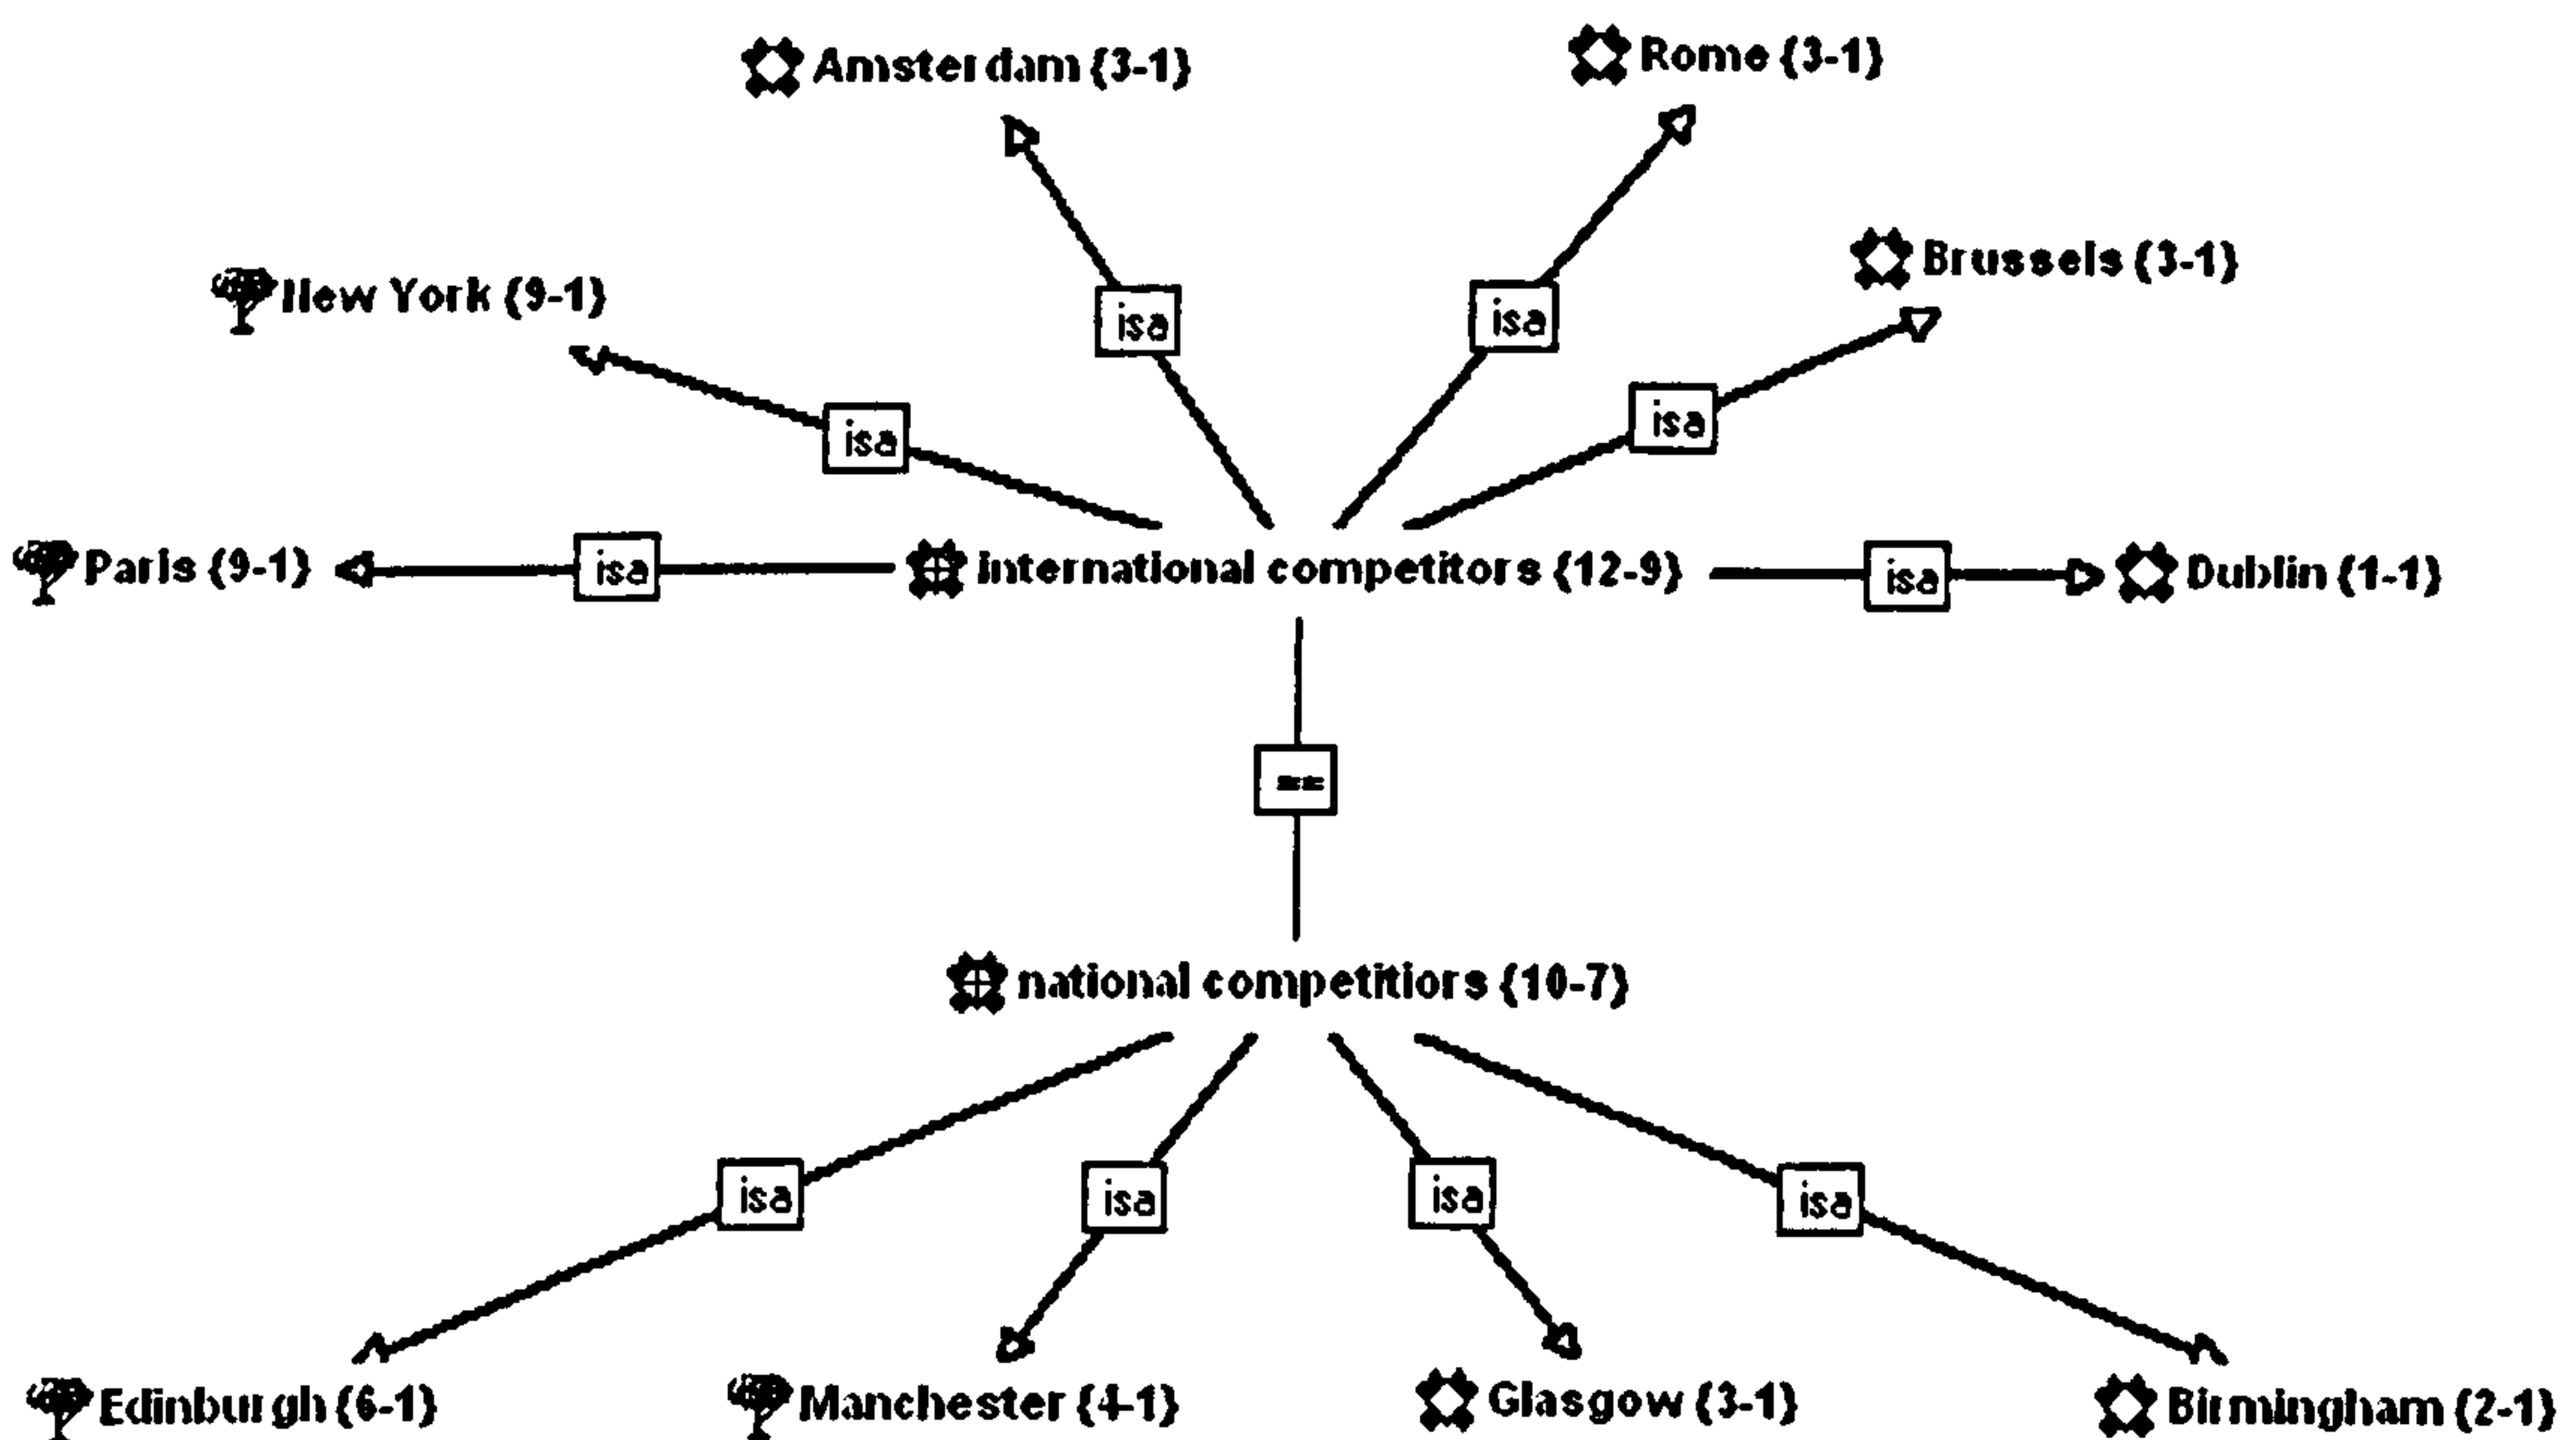 Amsterdam {3-1}
Rome {3-1}
Brussels {3-1}
New York {9-1}
isa
isa
isa
isa
Paris {9-1}
isa
international competitors {12-9}
isa
Dublin {1-1}
==
national competitiors {10-7}
isa
isa
isa
isa
Edinburgh {6-1}
Manchester {4-1}
Glasgow {3-1}
Birmingham {2-1}